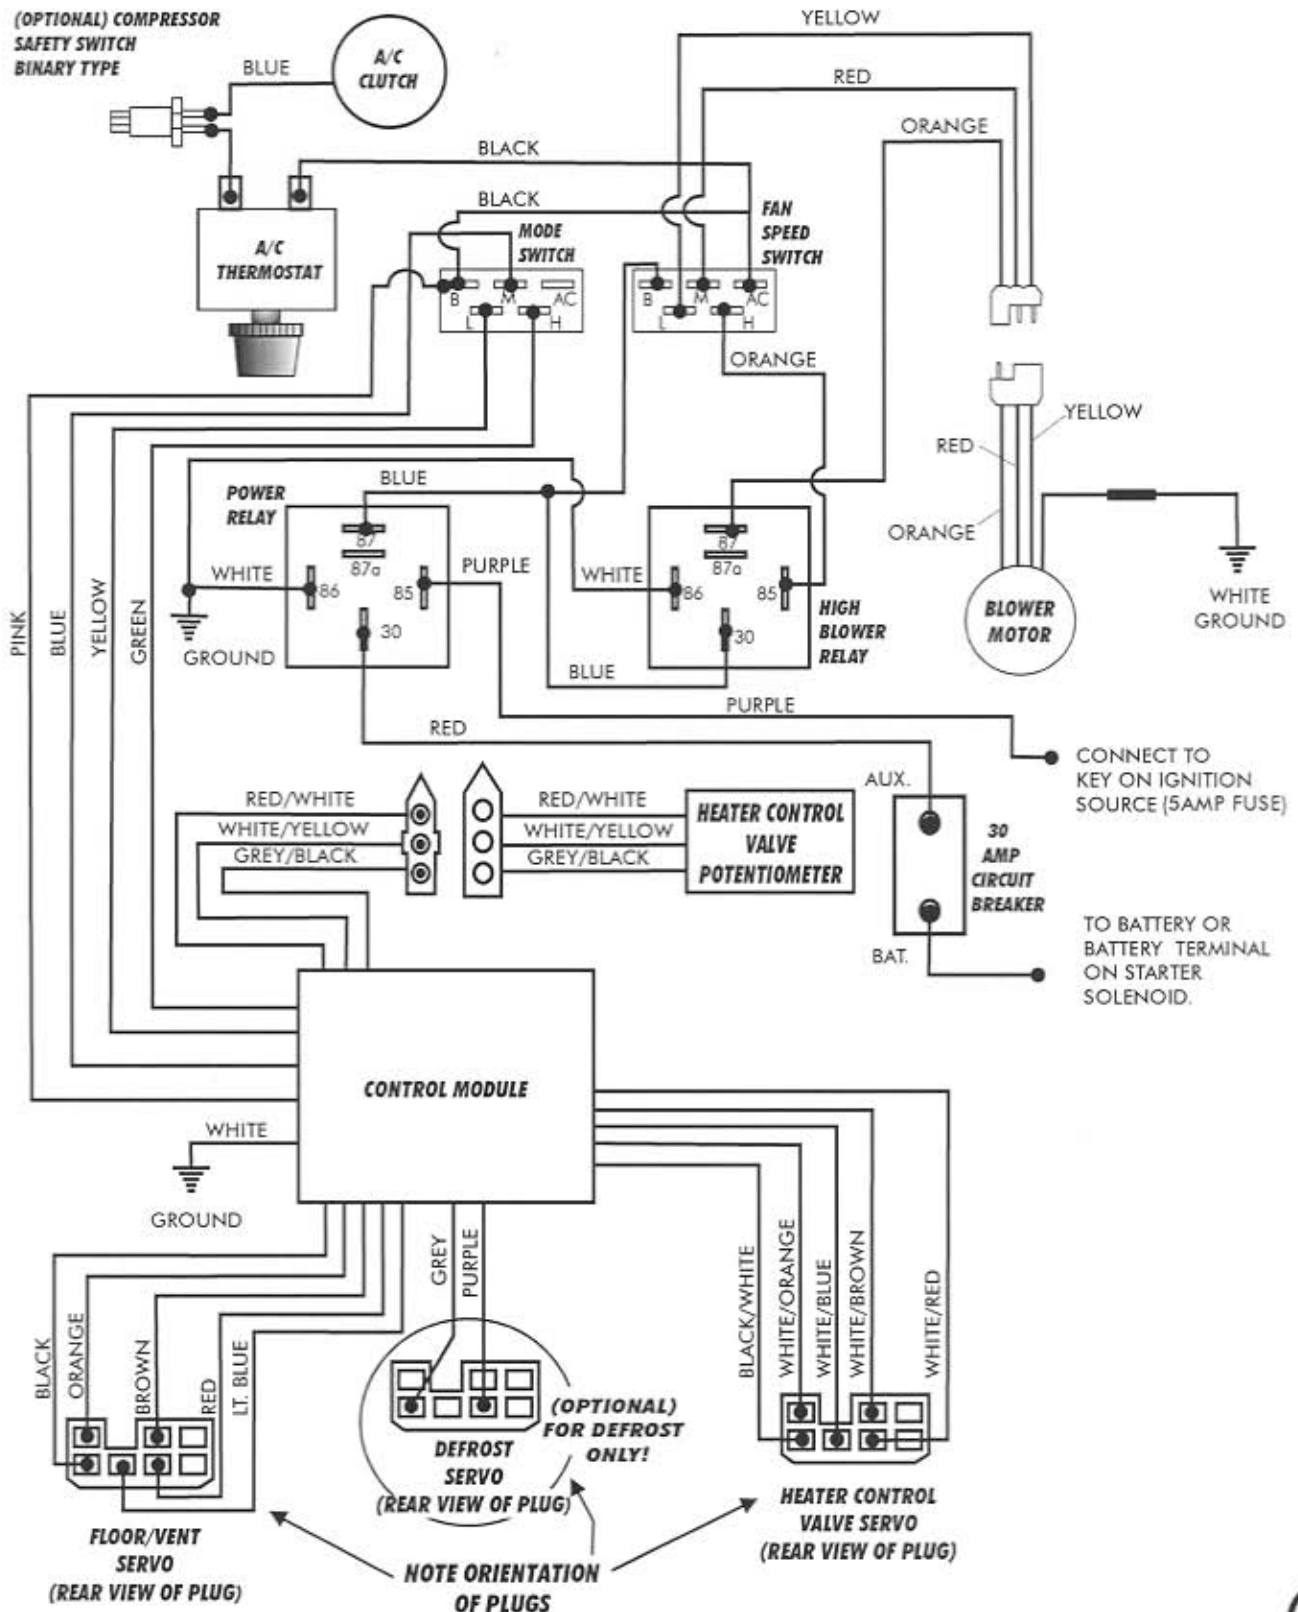 (OPTIONAL) COMPRESSOR
SAFETY SWITCH
BINARY TYPE
BLUE
A/C
CLUTCH
YELLOW
RED
ORANGE
BLACK
BLACK
A/C
THERMOSTAT
MODE
SWITCH
FAN
SPEED
SWITCH
B
M
AC
L
H
B
M
AC
L
H
ORANGE
YELLOW
RED
ORANGE
BLUE
POWER
RELAY
87
87a
86
85
30
WHITE
PURPLE
GROUND
87
87a
86
85
30
WHITE
HIGH
BLOWER
RELAY
BLUE
BLOWER
MOTOR
WHITE
GROUND
PINK
BLUE
YELLOW
GREEN
PURPLE
RED
CONNECT TO
KEY ON IGNITION
SOURCE (5AMP FUSE)
AUX.
30
AMP
CIRCUIT
BREAKER
BAT.
TO BATTERY OR
BATTERY TERMINAL
ON STARTER
SOLENOID.
RED/WHITE
WHITE/YELLOW
GREY/BLACK
RED/WHITE
WHITE/YELLOW
GREY/BLACK
HEATER CONTROL
VALVE
POTENTIOMETER
CONTROL MODULE
WHITE
GROUND
BLACK
ORANGE
BROWN
RED
LT. BLUE
GREY
PURPLE
BLACK/WHITE
WHITE/ORANGE
WHITE/BLUE
WHITE/BROWN
WHITE/RED
(OPTIONAL)
FOR DEFROST
ONLY!
DEFROST
SERVO
(REAR VIEW OF PLUG)
FLOOR/VENT
SERVO
(REAR VIEW OF PLUG)
HEATER CONTROL
VALVE SERVO
(REAR VIEW OF PLUG)
NOTE ORIENTATION
OF PLUGS